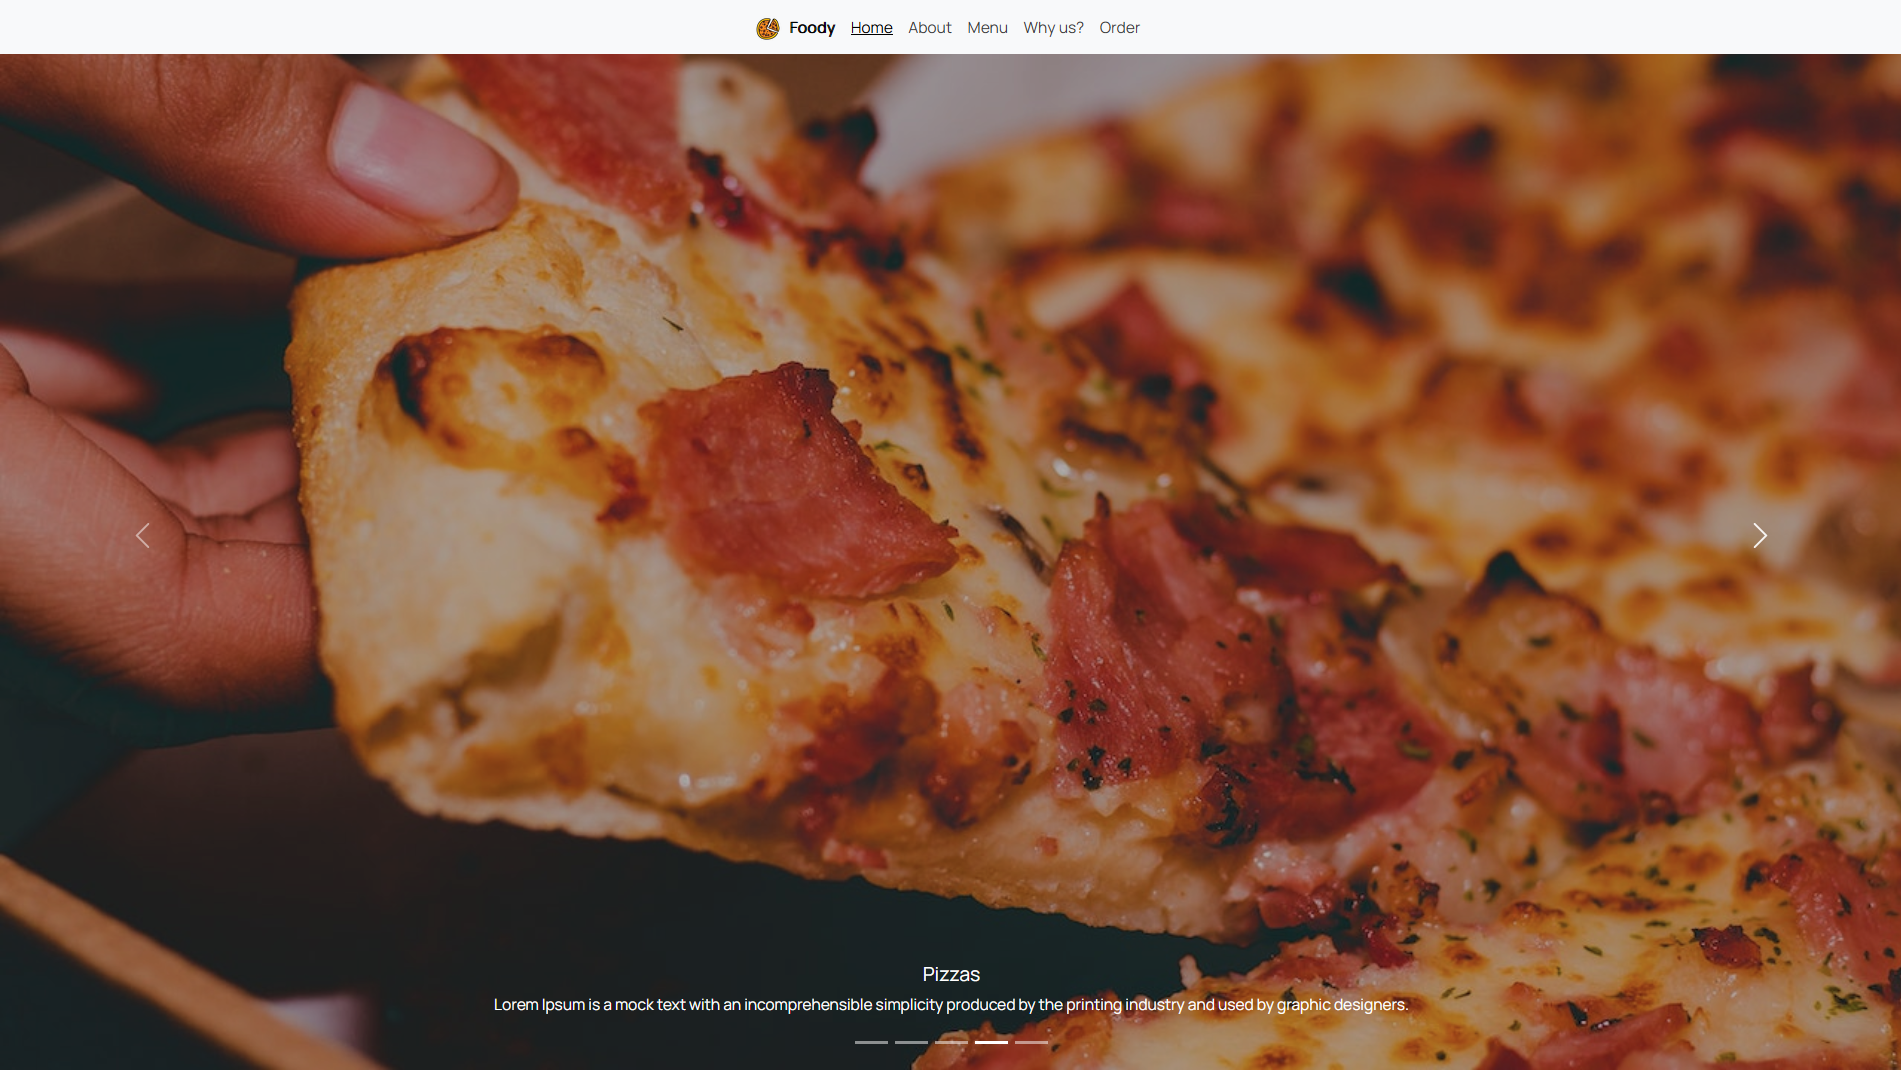 Foody Home About Menu Why us? Order
Pizzas
Lorem Ipsum is a mock text with an incomprehensible simplicity produced by the printing industry and used by graphic designers.